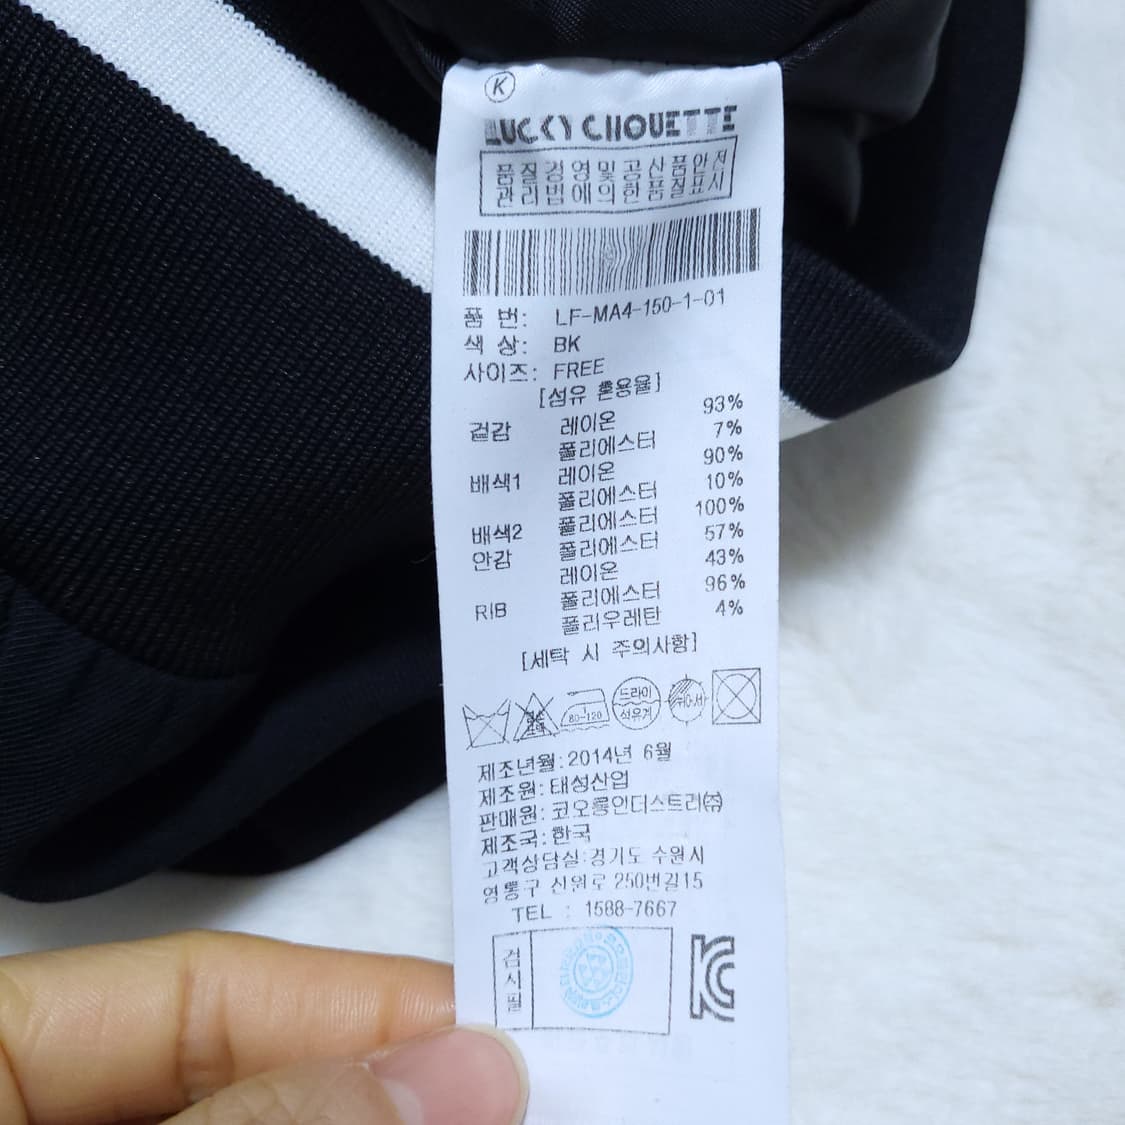 K
LUCKY CHOUETTE
품질경영및공산품안전
관리법에의한품질표시
품 번: LF-MA4-150-1-01
색 상: BK
사이즈: FREE
[섬유 혼용율]
겉감 레이온 93%
폴리에스터 7%
배색1 레이온 90%
폴리에스터 10%
배색2 폴리에스터 100%
안감 폴리에스터 57%
레이온 43%
RIB 폴리에스터 96%
폴리우레탄 4%
[세탁 시 주의사항]
80-120
드라이
석유계
제조년월:2014년 6월
제조원:태성산업
판매원:코오롱인더스트리㈜
제조국:한국
고객상담실:경기도 수원시
영통구 신원로 250번길15
TEL : 1588-7667
검사필
KC